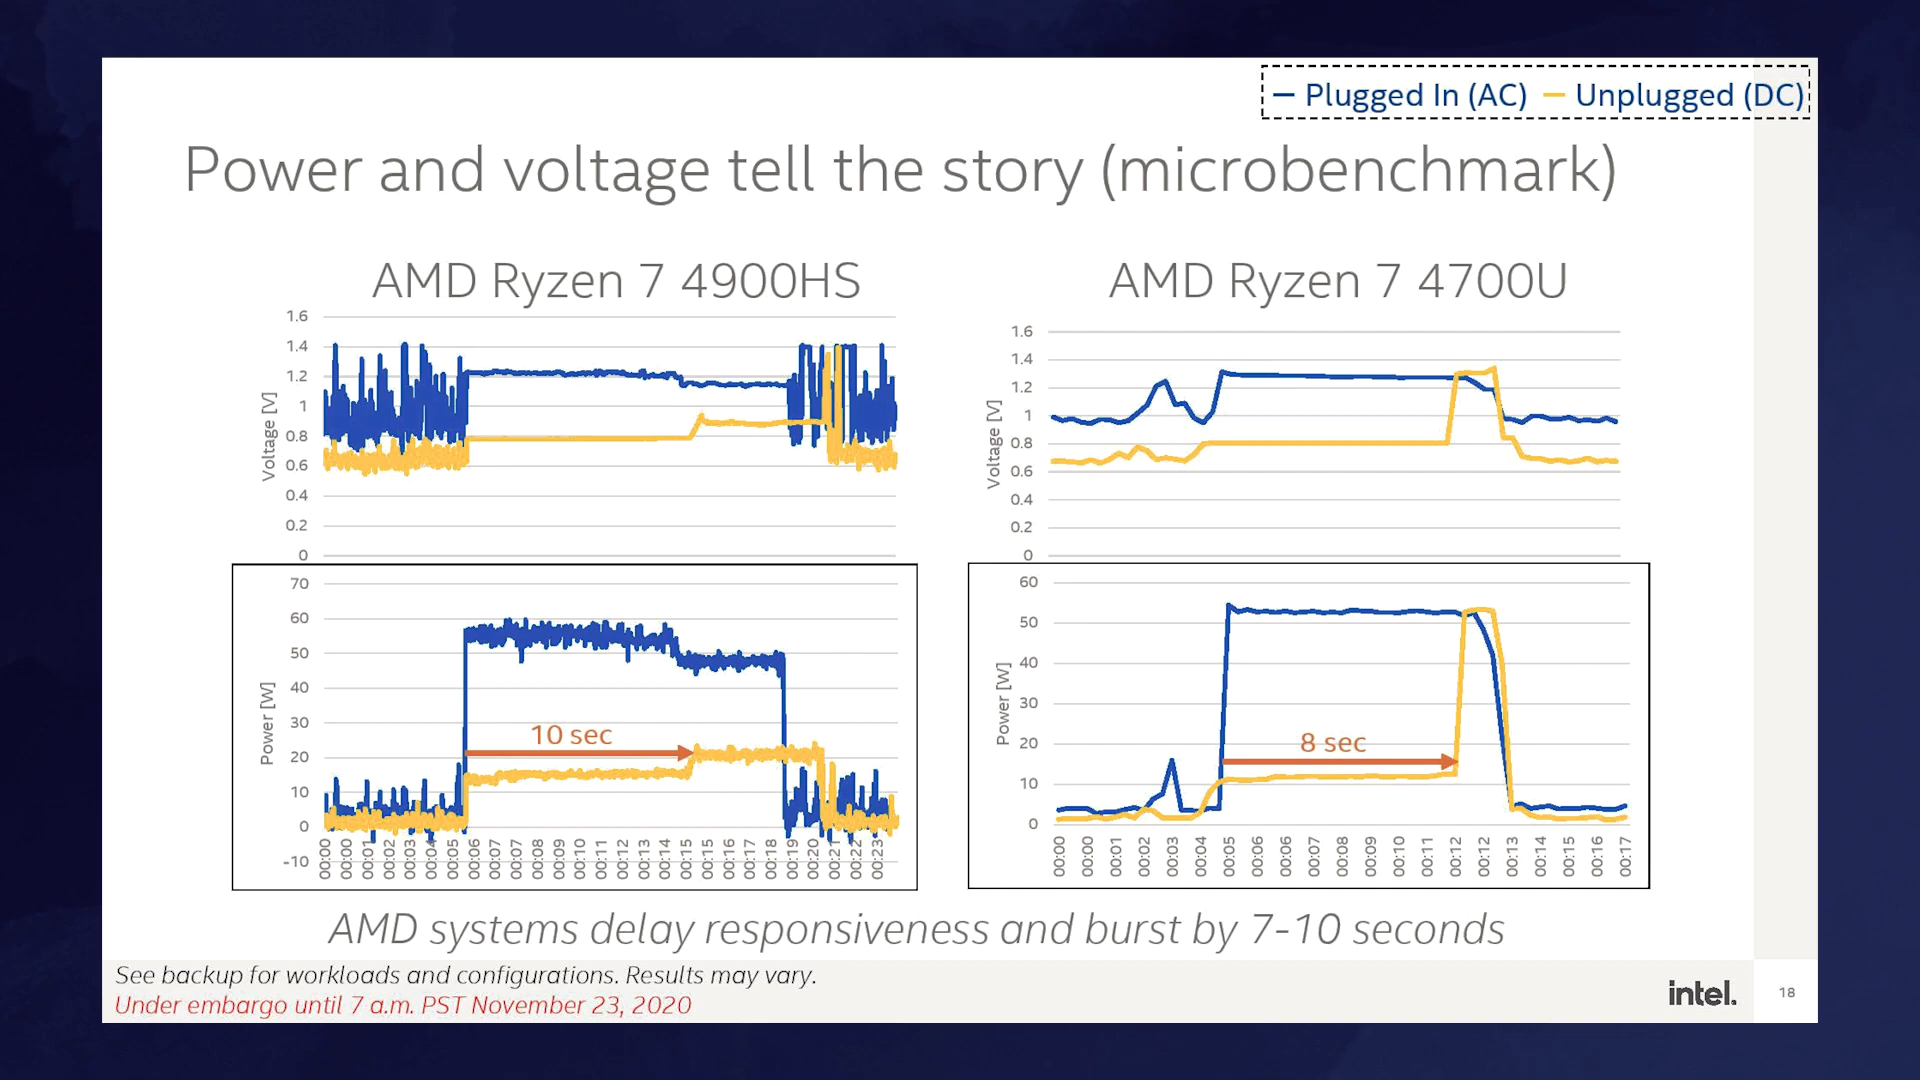 Plugged In (AC) Unplugged (DC)
Power and voltage tell the story (microbenchmark)
AMD Ryzen 7 4900HS
1.6
1.4
1.2
1
0.8
0.6
0.4
0.2
0
Voltage [V]
AMD Ryzen 7 4700U
1.6
1.4
1.2
1
0.8
0.6
0.4
0.2
0
Voltage [V]
70
60
50
40
30
20
10
0
-10
Power [W]
10 sec
00:00 00:00 00:01 00:02 00:03 00:04 00:05 00:06 00:07 00:07 00:08 00:09 00:10 00:11 00:12 00:13 00:14 00:15 00:15 00:16 00:17 00:18 00:19 00:20 00:21 00:22 00:23
60
50
40
30
20
10
0
Power [W]
8 sec
00:00 00:00 00:01 00:02 00:03 00:04 00:05 00:06 00:07 00:07 00:08 00:09 00:10 00:11 00:12 00:12 00:13 00:14 00:15 00:16 00:17
AMD systems delay responsiveness and burst by 7-10 seconds
See backup for workloads and configurations. Results may vary.
Under embargo until 7 a.m. PST November 23, 2020
intel.
18